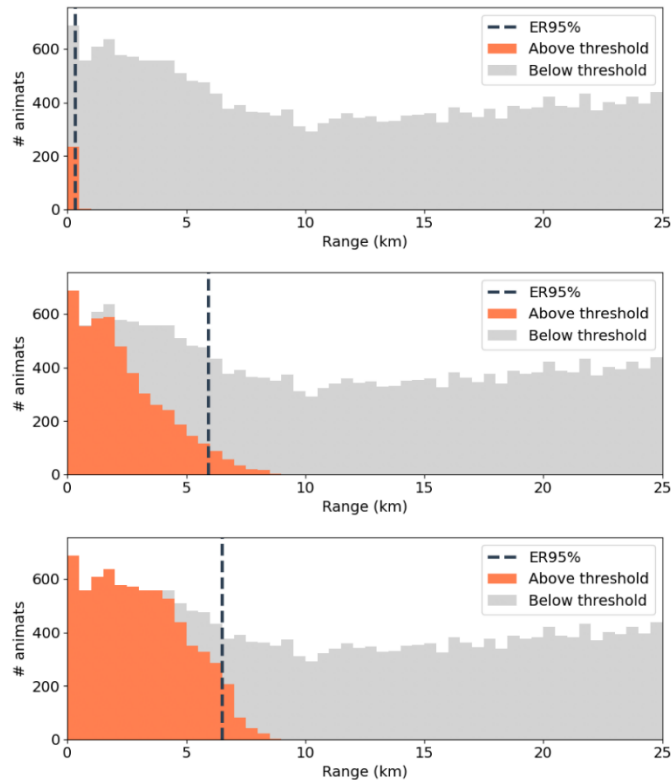 600
400
200
0
# animats
ER95%
Above threshold
Below threshold
0 5 10 15 20 25
Range (km)
600
400
200
0
# animats
ER95%
Above threshold
Below threshold
0 5 10 15 20 25
Range (km)
600
400
200
0
# animats
ER95%
Above threshold
Below threshold
0 5 10 15 20 25
Range (km)